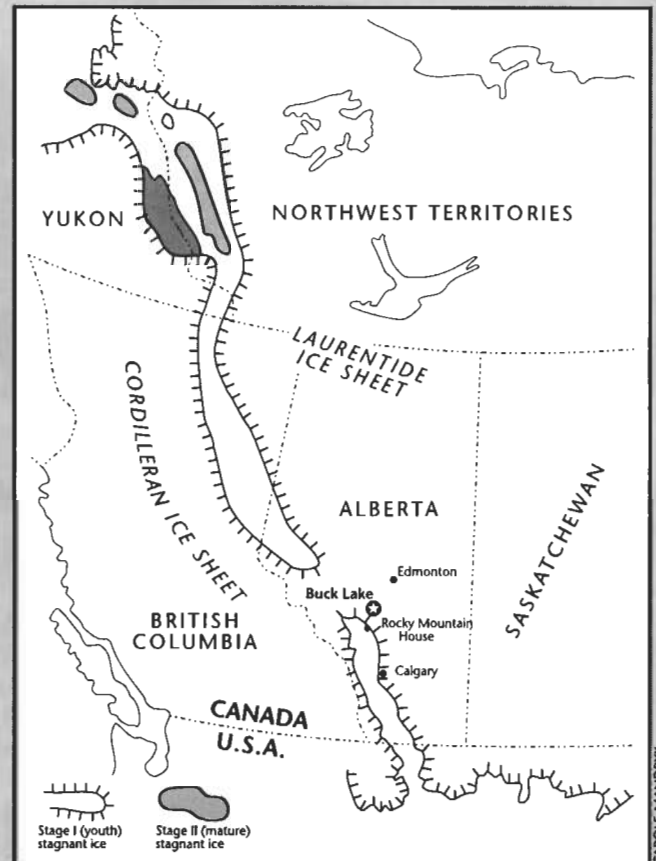 YUKON
NORTHWEST TERRITORIES
LAURENTIDE
ICE SHEET
CORDILLERAN ICE SHEET
ALBERTA
SASKATCHEWAN
Edmonton
Buck Lake
Rocky Mountain
House
BRITISH
COLUMBIA
Calgary
CANADA
U.S.A.
Stage I (youth)
stagnant ice
Stage II (mature)
stagnant ice